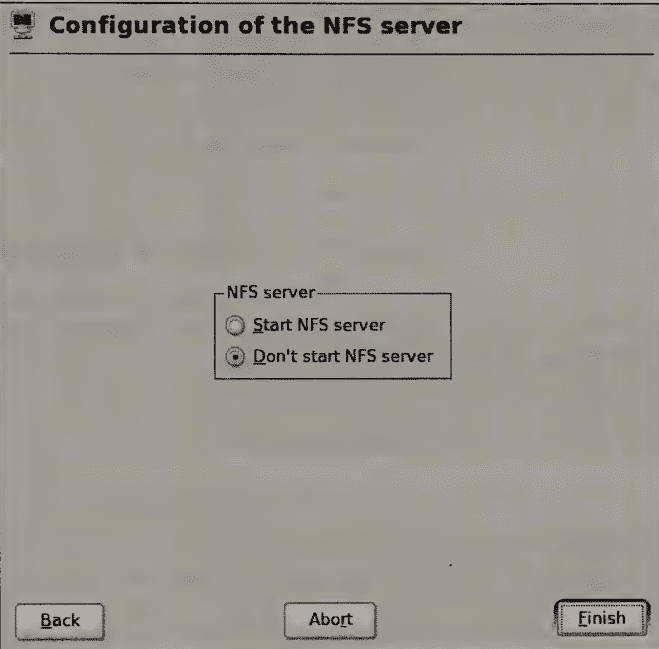 Configuration of the NFS server
NFS server
Start NFS server
Don't start NFS server
Back
Abort
Finish